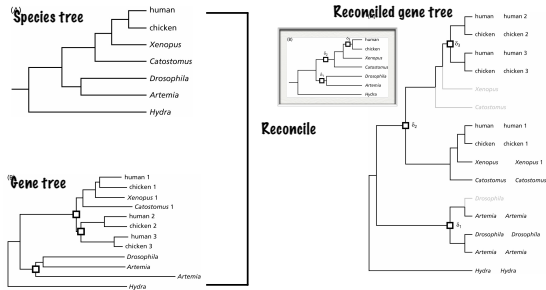 (A)
Species tree
human
chicken
Xenopus
Catostomus
Drosophila
Artemia
Hydra
(B)
Gene tree
human 1
chicken 1
Xenopus 1
Catostomus 1
human 2
chicken 2
human 3
chicken 3
Drosophila
Artemia
Artemia
Hydra
Reconcile
human
chicken
Xenopus
Catostomus
Drosophila
Artemia
Hydra
Reconciled gene tree
human human 2
chicken chicken 2
δ3
human human 3
chicken chicken 3
Xenopus
Catostomus
δ2
human human 1
chicken chicken 1
Xenopus Xenopus 1
Catostomus Catostomus
Drosophila
Artemia Artemia
δ1
Drosophila Drosophila
Artemia Artemia
Hydra Hydra